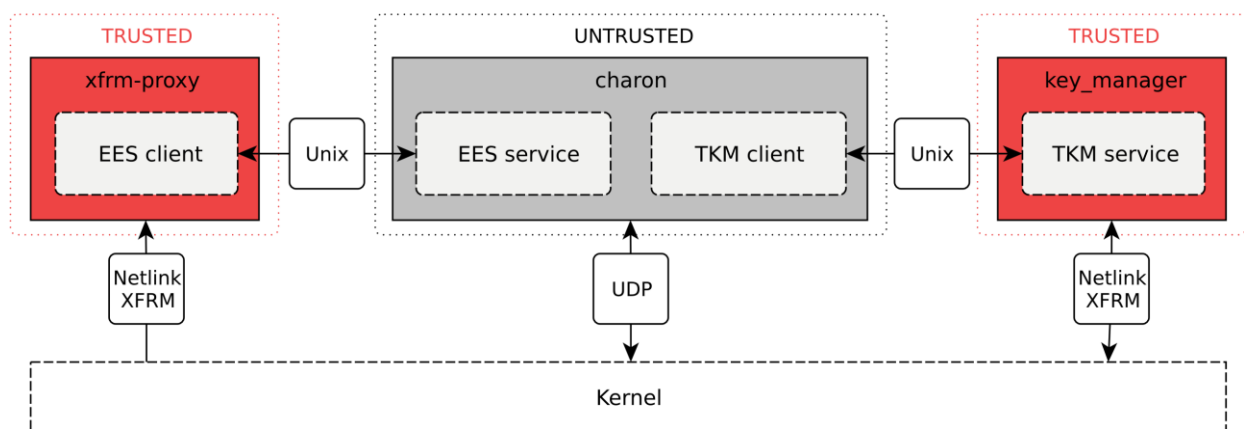 TRUSTED
UNTRUSTED
TRUSTED
xfrm-proxy
charon
key_manager
EES client
Unix
EES service
TKM client
Unix
TKM service
Netlink
XFRM
UDP
Netlink
XFRM
Kernel